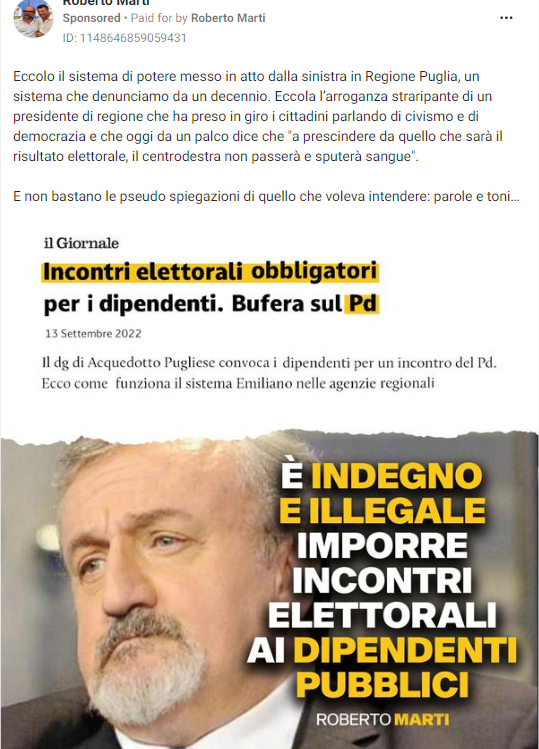 Roberto Marti
Sponsored • Paid for by Roberto Marti
ID: 1148646859059431
Eccolo il sistema di potere messo in atto dalla sinistra in Regione Puglia, un
sistema che denunciamo da un decennio. Eccola l'arroganza straripante di un
presidente di regione che ha preso in giro i cittadini parlando di civismo e di
democrazia e che oggi da un palco dice che "a prescindere da quello che sarà il
risultato elettorale, il centrodestra non passerà e sputerà sangue".
E non bastano le pseudo spiegazioni di quello che voleva intendere: parole e toni...
il Giornale
Incontri elettorali obbligatori
per i dipendenti. Bufera sul Pd
13 Settembre 2022
Il dg di Acquedotto Pugliese convoca i dipendenti per un incontro del Pd.
Ecco come funziona il sistema Emiliano nelle agenzie regionali
È INDEGNO
E ILLEGALE
IMPORRE
INCONTRI
ELETTORALI
AI DIPENDENTI
PUBBLICI
ROBERTO MARTI